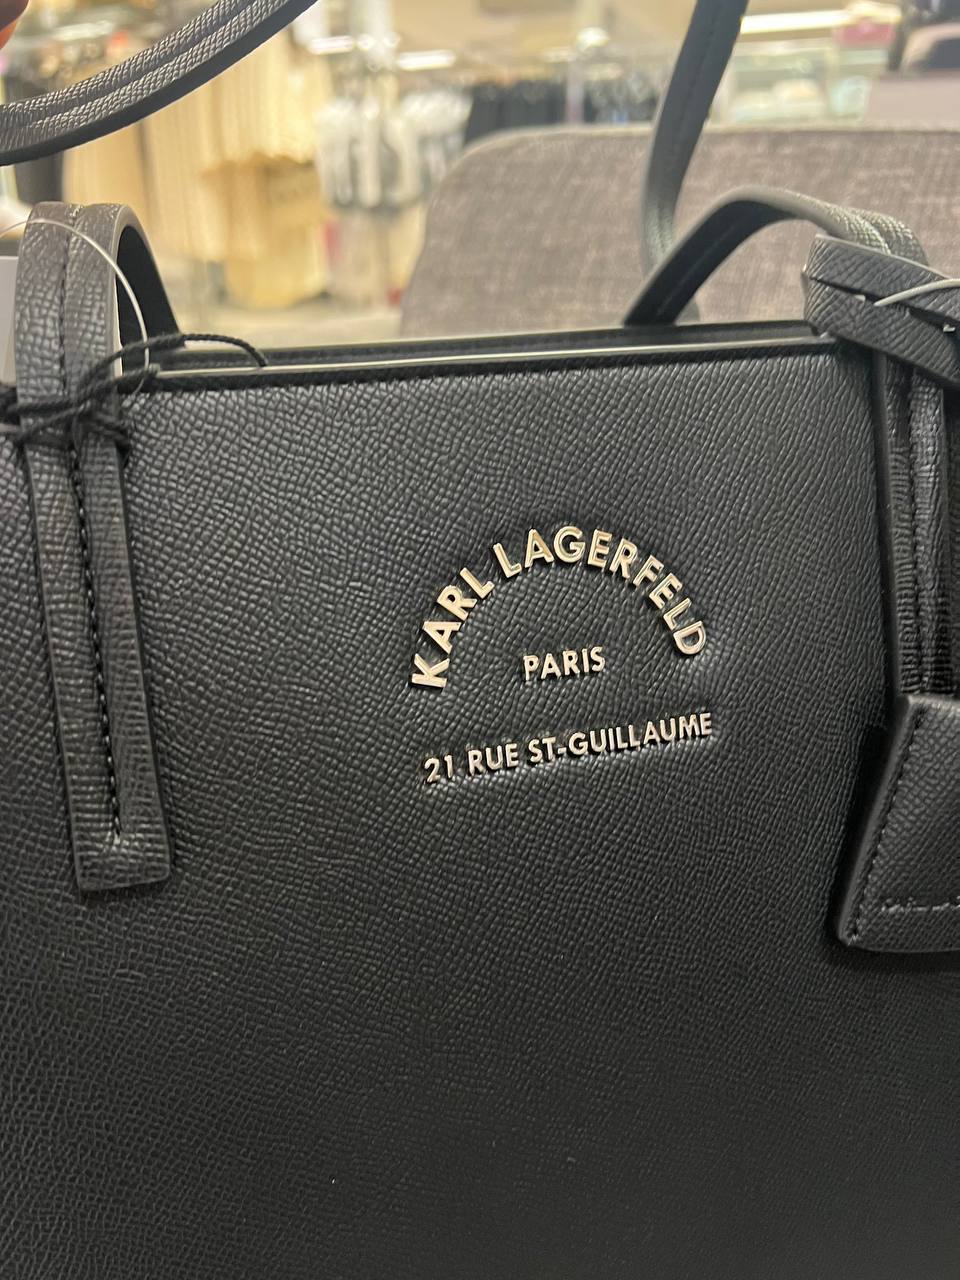 KARL LAGERFELD
PARIS
21 RUE ST-GUILLAUME